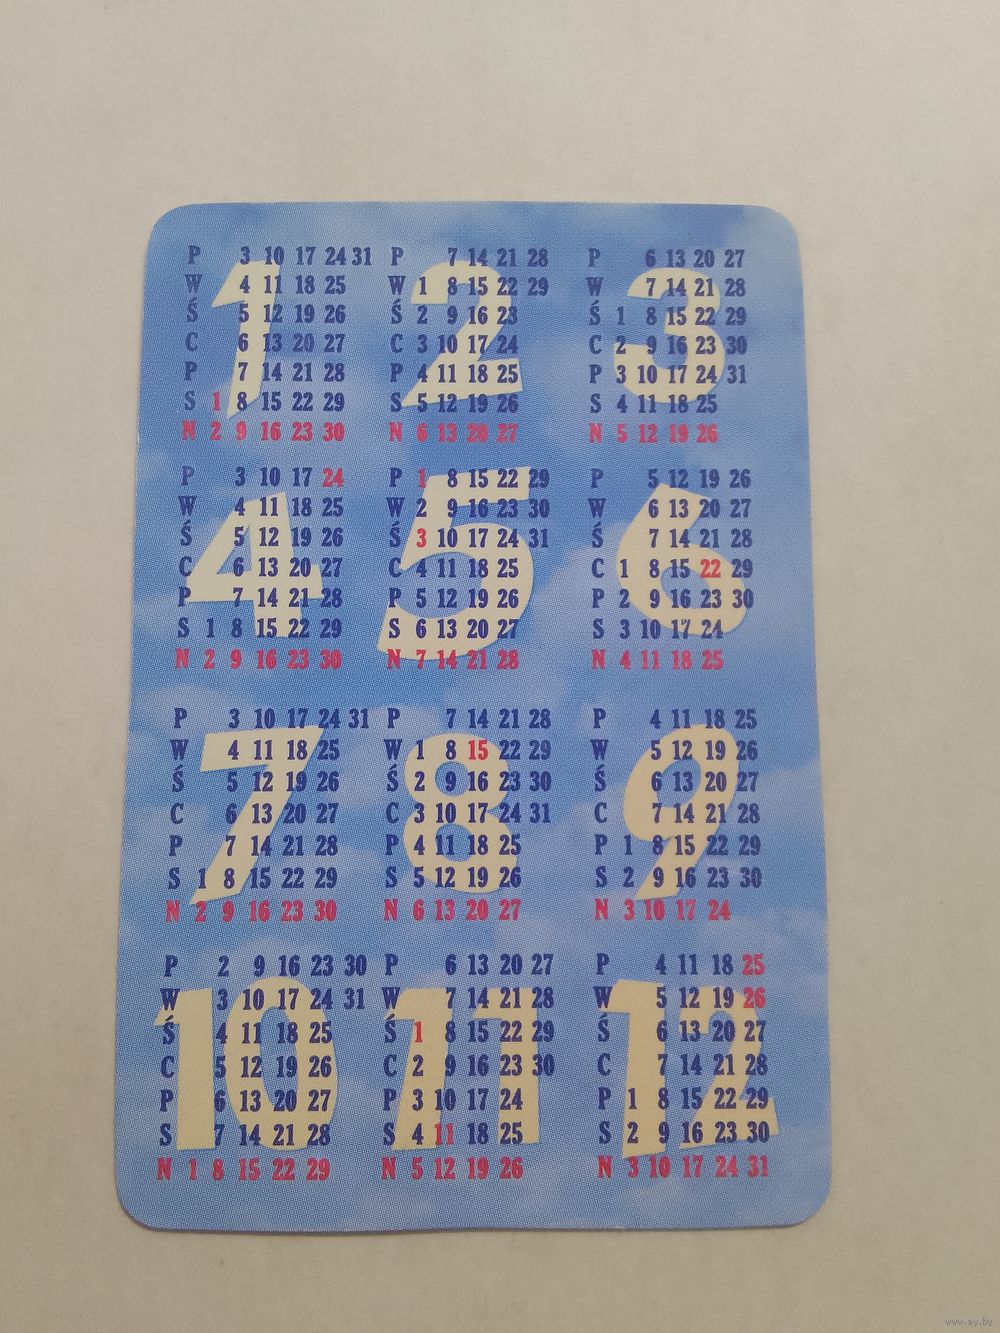 P 3 10 17 24 31 P 7 14 21 28 P 6 13 20 27
W 4 11 18 25 W 1 8 15 22 29 W 7 14 21 28
Ś 5 12 19 26 Ś 2 9 16 23 Ś 1 8 15 22 29
C 6 13 20 27 C 3 10 17 24 C 2 9 16 23 30
P 7 14 21 28 P 4 11 18 25 P 3 10 17 24 31
S 1 8 15 22 29 S 5 12 19 26 S 4 11 18 25
N 2 9 16 23 30 N 6 13 20 27 N 5 12 19 26
1 2 3
P 3 10 17 24 P 1 8 15 22 29 P 5 12 19 26
W 4 11 18 25 W 2 9 16 23 30 W 6 13 20 27
Ś 5 12 19 26 Ś 3 10 17 24 31 Ś 7 14 21 28
C 6 13 20 27 C 4 11 18 25 C 1 8 15 22 29
P 7 14 21 28 P 5 12 19 26 P 2 9 16 23 30
S 1 8 15 22 29 S 6 13 20 27 S 3 10 17 24
N 2 9 16 23 30 N 7 14 21 28 N 4 11 18 25
4 5 6
P 3 10 17 24 31 P 7 14 21 28 P 4 11 18 25
W 4 11 18 25 W 1 8 15 22 29 W 5 12 19 26
Ś 5 12 19 26 Ś 2 9 16 23 30 Ś 6 13 20 27
C 6 13 20 27 C 3 10 17 24 31 C 7 14 21 28
P 7 14 21 28 P 4 11 18 25 P 1 8 15 22 29
S 1 8 15 22 29 S 5 12 19 26 S 2 9 16 23 30
N 2 9 16 23 30 N 6 13 20 27 N 3 10 17 24
7 8 9
P 2 9 16 23 30 P 6 13 20 27 P 4 11 18 25
W 3 10 17 24 31 W 7 14 21 28 W 5 12 19 26
Ś 4 11 18 25 Ś 1 8 15 22 29 Ś 6 13 20 27
C 5 12 19 26 C 2 9 16 23 30 C 7 14 21 28
P 6 13 20 27 P 3 10 17 24 P 1 8 15 22 29
S 7 14 21 28 S 4 11 18 25 S 2 9 16 23 30
N 1 8 15 22 29 N 5 12 19 26 N 3 10 17 24 31
10 11 12
www.ay.by